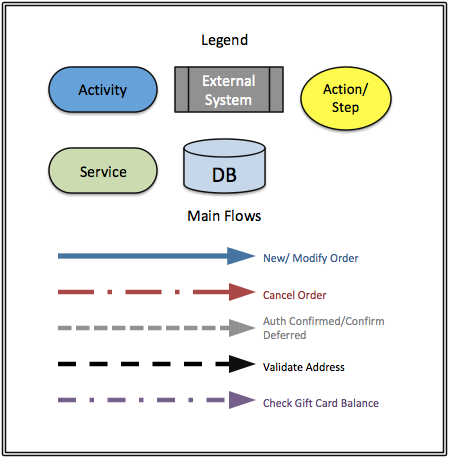 Legend
Activity
External
System
Action/
Step
Service
DB
Main Flows
New/ Modify Order
Cancel Order
Auth Confirmed/Confirm
Deferred
Validate Address
Check Gift Card Balance